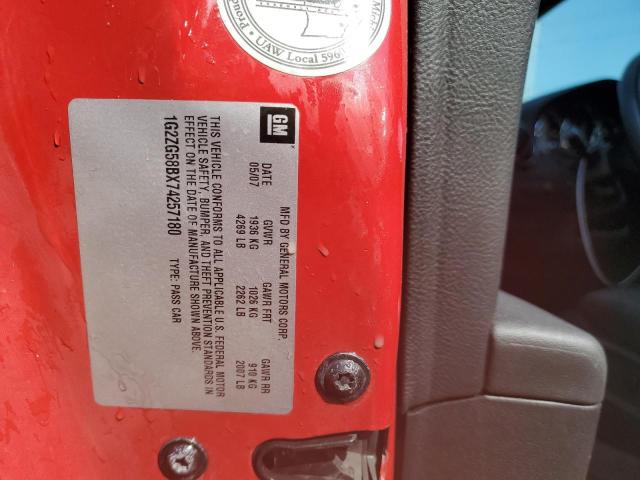 Proud
UAW Local 5960
GM
MFD BY GENERAL MOTORS CORP.
DATE GVWR GAWR FRT GAWR RR
05/07 1936 KG 1026 KG 910 KG
4269 LB 2262 LB 2007 LB
THIS VEHICLE CONFORMS TO ALL APPLICABLE U.S. FEDERAL MOTOR
VEHICLE SAFETY, BUMPER, AND THEFT PREVENTION STANDARDS IN
EFFECT ON THE DATE OF MANUFACTURE SHOWN ABOVE.
1G2ZG58BX74257180 TYPE: PASS CAR